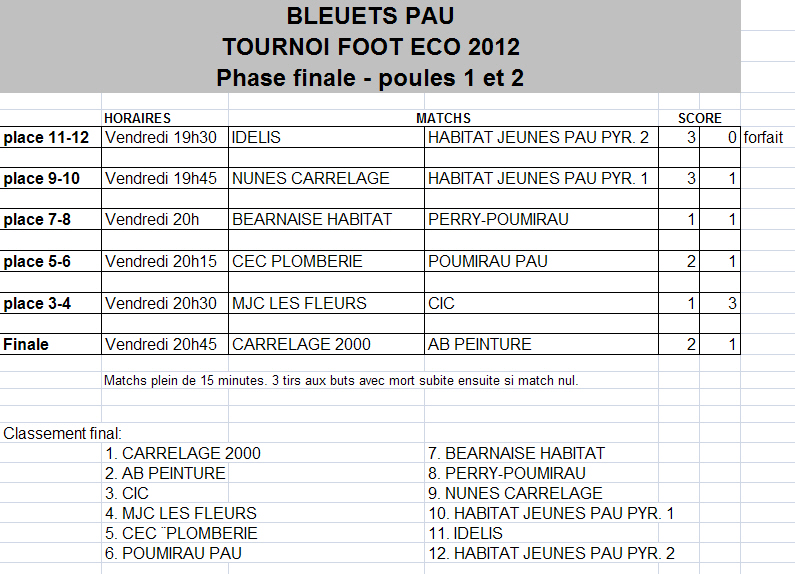 BLEUETS PAU
TOURNOI FOOT ECO 2012
Phase finale - poules 1 et 2
HORAIRES MATCHS SCORE
place 11-12 Vendredi 19h30 IDELIS HABITAT JEUNES PAU PYR. 2 3 0 forfait
place 9-10 Vendredi 19h45 NUNES CARRELAGE HABITAT JEUNES PAU PYR. 1 3 1
place 7-8 Vendredi 20h BEARNAISE HABITAT PERRY-POUMIRAU 1 1
place 5-6 Vendredi 20h15 CEC PLOMBERIE POUMIRAU PAU 2 1
place 3-4 Vendredi 20h30 MJC LES FLEURS CIC 1 3
Finale Vendredi 20h45 CARRELAGE 2000 AB PEINTURE 2 1
Matchs plein de 15 minutes. 3 tirs aux buts avec mort subite ensuite si match nul.
Classement final:
1. CARRELAGE 2000 7. BEARNAISE HABITAT
2. AB PEINTURE 8. PERRY-POUMIRAU
3. CIC 9. NUNES CARRELAGE
4. MJC LES FLEURS 10. HABITAT JEUNES PAU PYR. 1
5. CEC ¨PLOMBERIE 11. IDELIS
6. POUMIRAU PAU 12. HABITAT JEUNES PAU PYR. 2